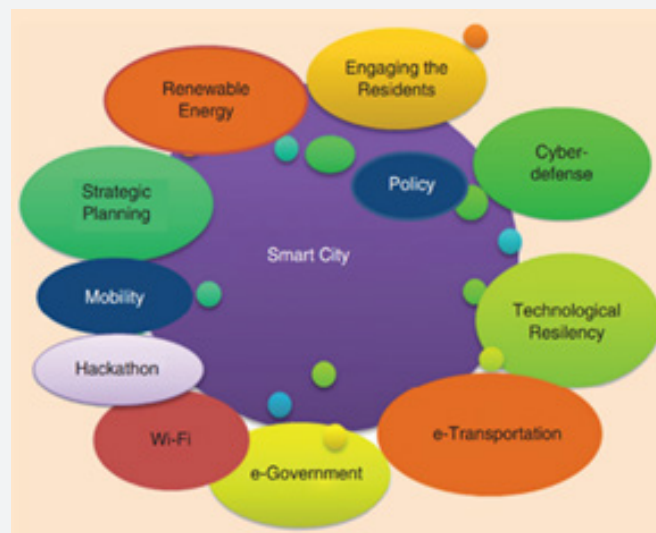 Engaging the
Residents
Renewable
Energy
Cyber-
defense
Policy
Strategic
Planning
Smart City
Mobility
Technological
Resilency
Hackathon
e-Transportation
Wi-Fi
e-Government